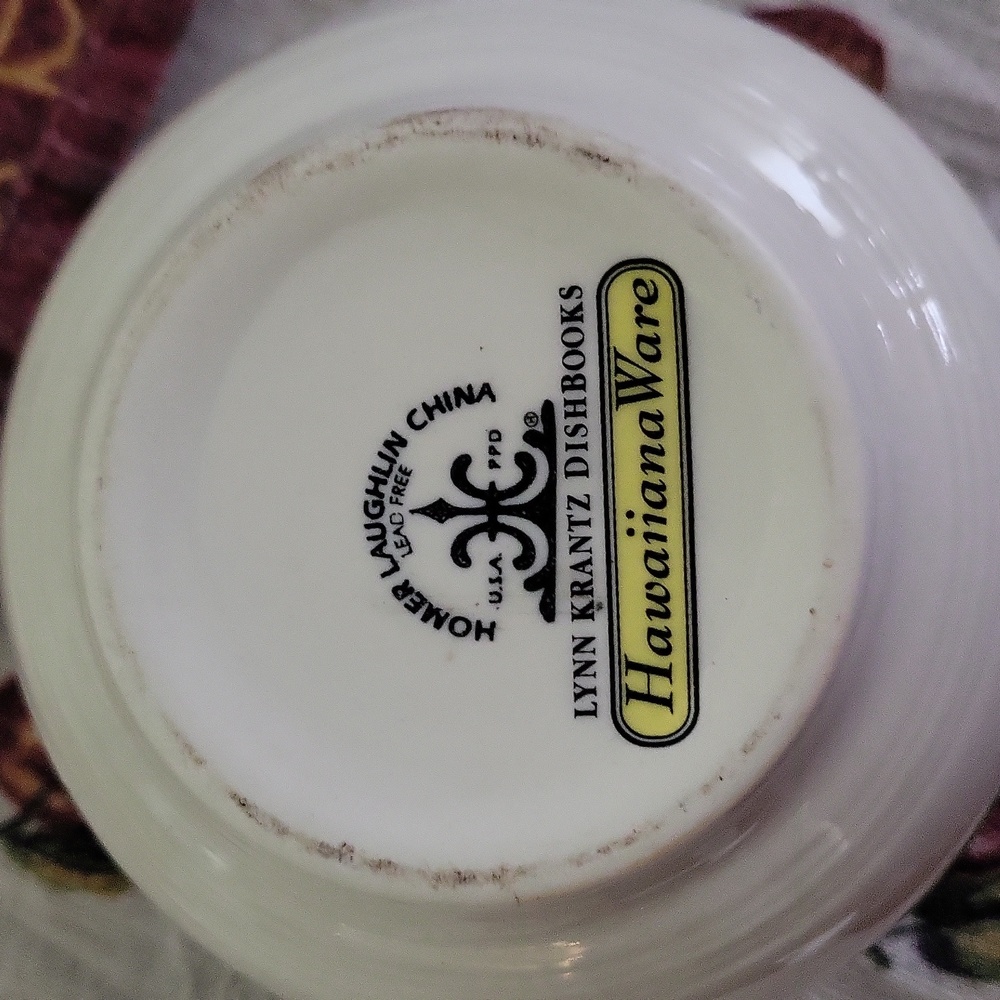 HOMER LAUGHLIN CHINA
LEAD FREE
U.S.A. PPD
®
LYNN KRANTZ DISHBOOKS
HawaiianaWare